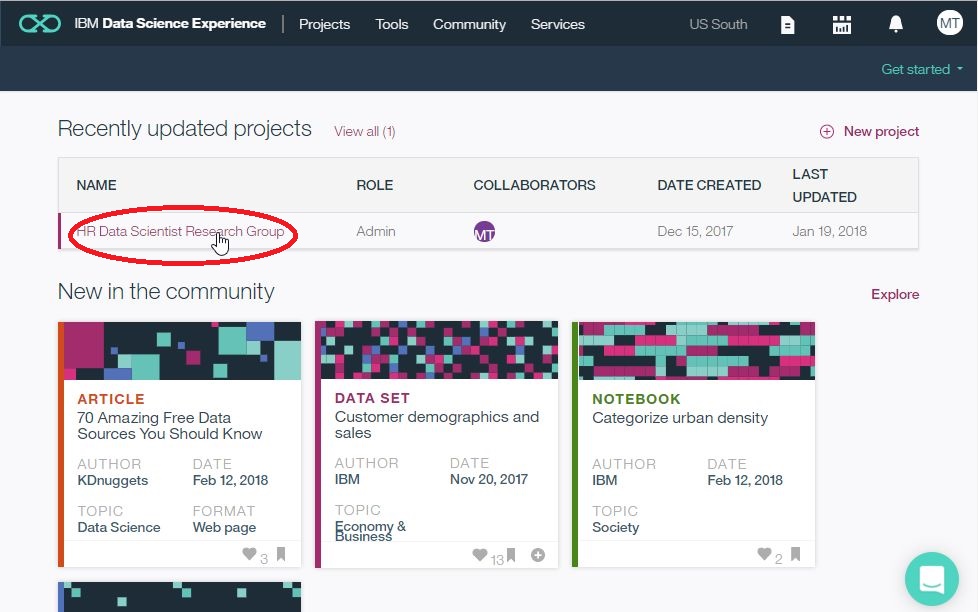 IBM Data Science Experience | Projects Tools Community Services US South MT
Get started
Recently updated projects View all (1) New project
NAME ROLE COLLABORATORS DATE CREATED LAST UPDATED
HR Data Scientist Research Group Admin MT Dec 15, 2017 Jan 19, 2018
New in the community Explore
ARTICLE
70 Amazing Free Data
Sources You Should Know
AUTHOR DATE
KDnuggets Feb 12, 2018
TOPIC FORMAT
Data Science Web page
3
DATA SET
Customer demographics and
sales
AUTHOR DATE
IBM Nov 20, 2017
TOPIC
Economy &
Business
13
NOTEBOOK
Categorize urban density
AUTHOR DATE
IBM Feb 12, 2018
TOPIC
Society
2